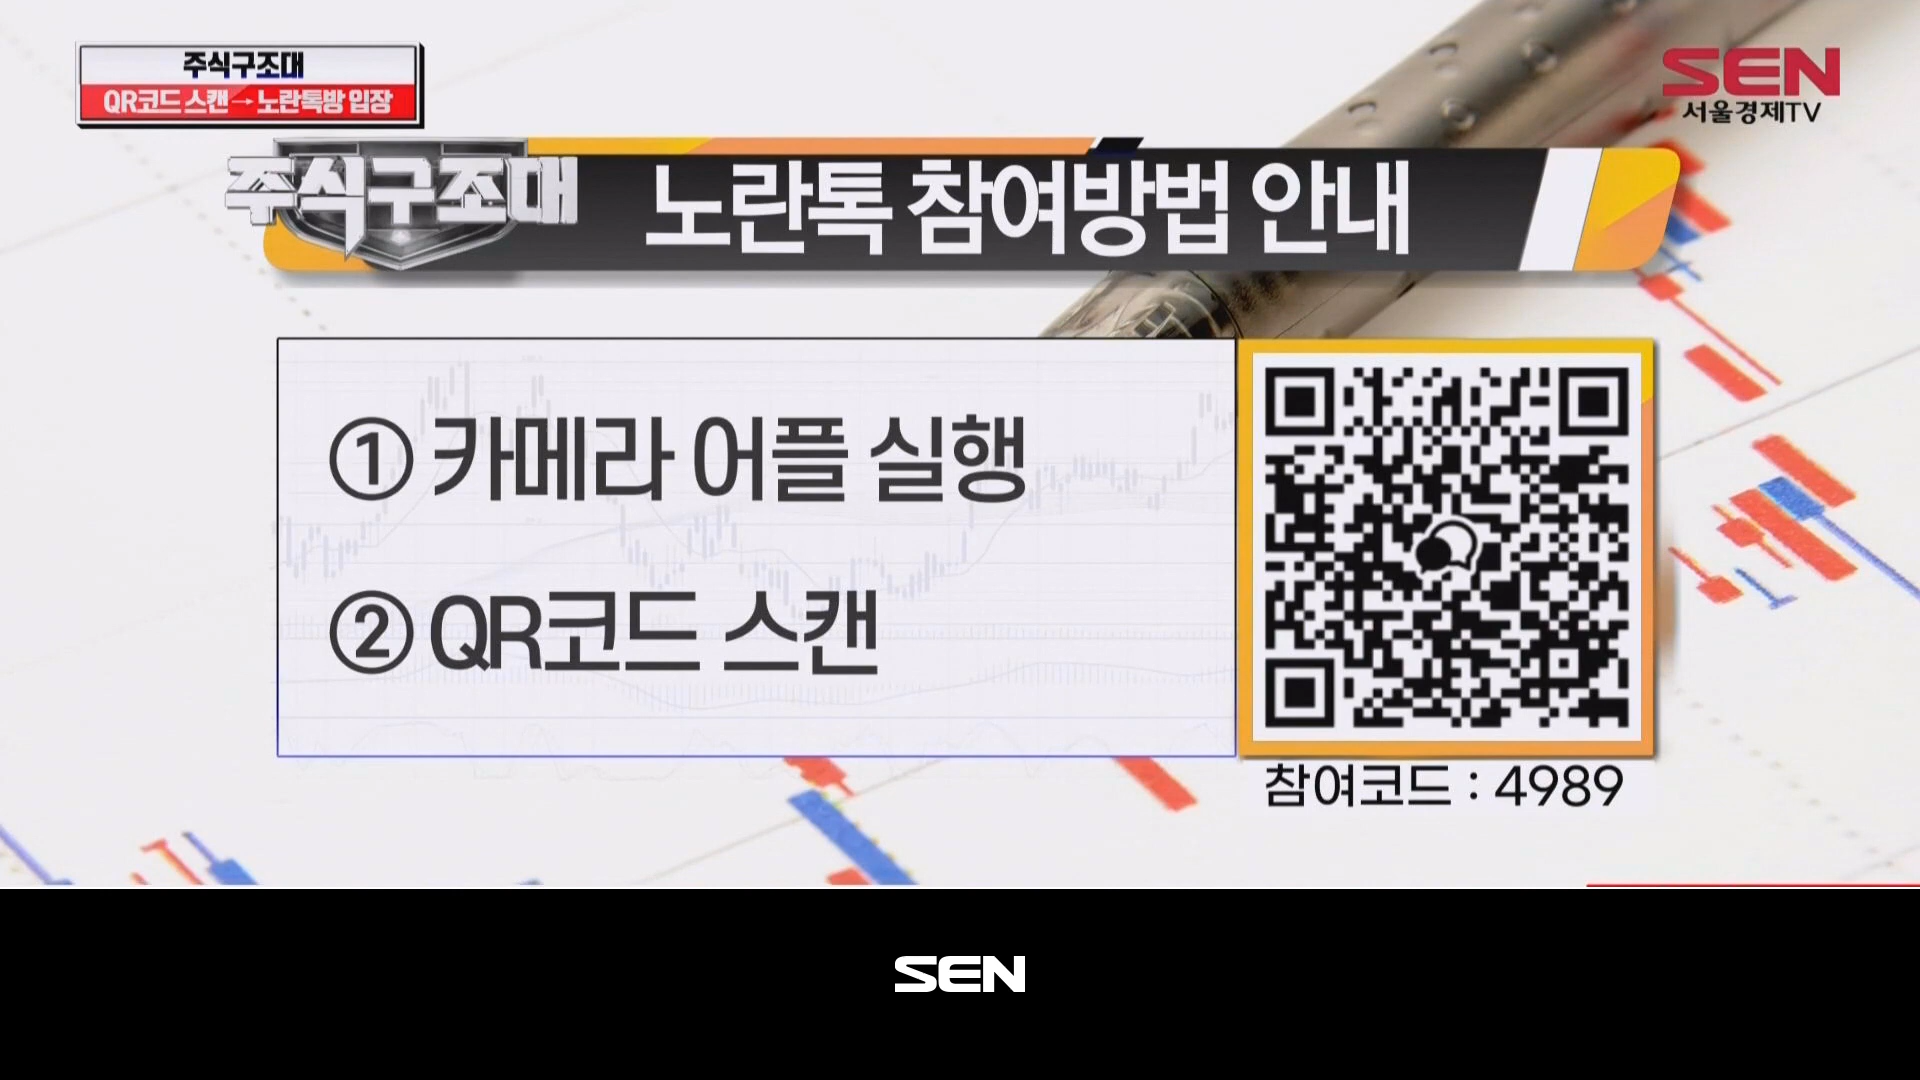 주식구조대
QR코드 스캔→노란톡방 입장
SEN
서울경제TV
주식구조대
노란톡 참여방법 안내
① 카메라 어플 실행
② QR코드 스캔
참여코드 : 4989
SEN